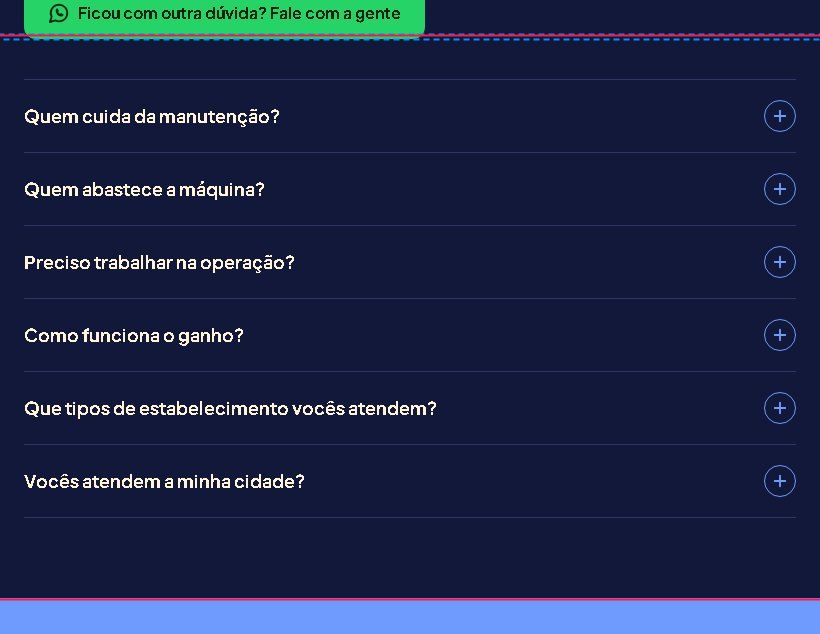 Ficou com outra dúvida? Fale com a gente
Quem cuida da manutenção?
Quem abastece a máquina?
Preciso trabalhar na operação?
Como funciona o ganho?
Que tipos de estabelecimento vocês atendem?
Vocês atendem a minha cidade?